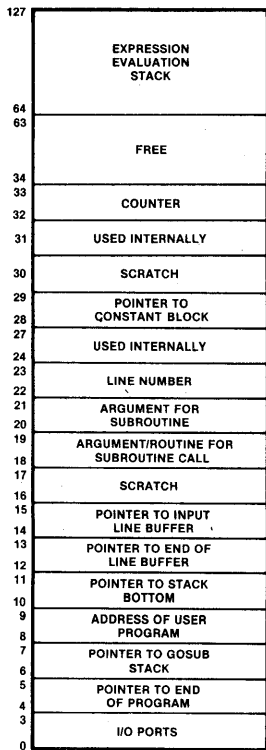 127
EXPRESSION
EVALUATION
STACK
64
63
FREE
34
33
COUNTER
32
31 USED INTERNALLY
30 SCRATCH
29
POINTER TO
CONSTANT BLOCK
28
27
USED INTERNALLY
24
23
LINE NUMBER
22
21
ARGUMENT FOR
SUBROUTINE
20
19
ARGUMENT/ROUTINE FOR
SUBROUTINE CALL
18
17
SCRATCH
16
15
POINTER TO INPUT
LINE BUFFER
14
13
POINTER TO END OF
LINE BUFFER
12
11
POINTER TO STACK
BOTTOM
10
9
ADDRESS OF USER
PROGRAM
8
7
POINTER TO GOSUB
STACK
6
5
POINTER TO END
OF PROGRAM
4
3
I/O PORTS
0